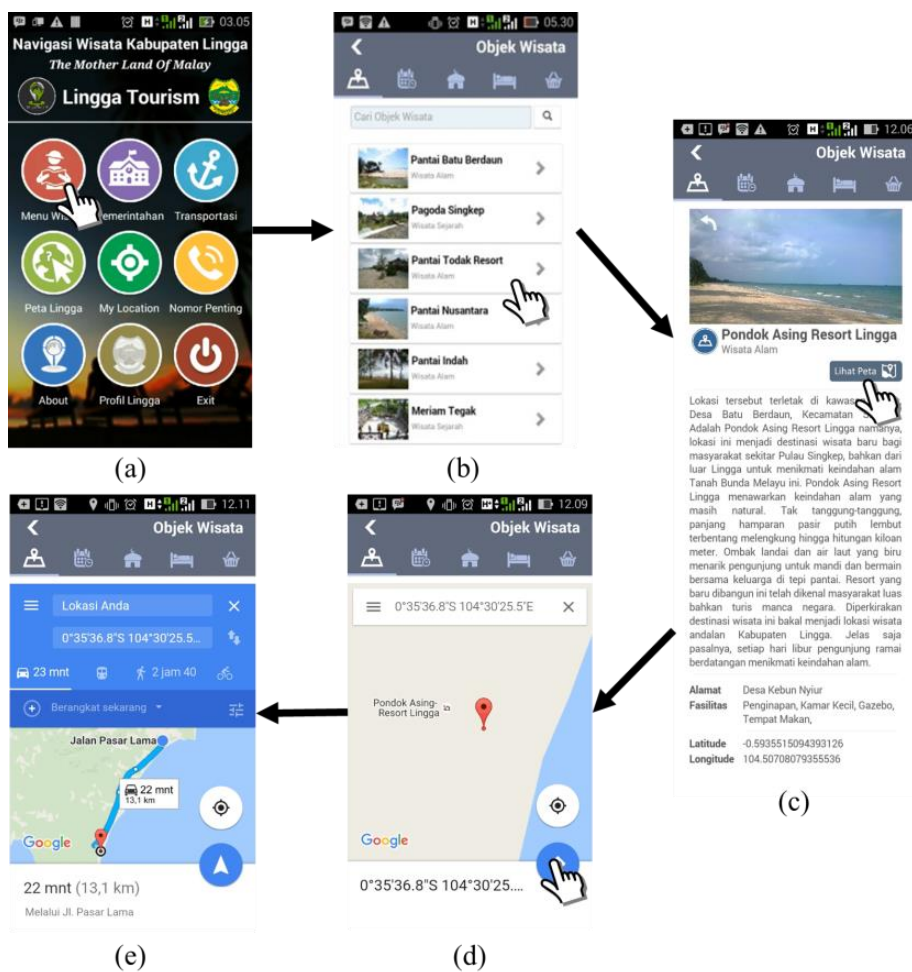 03.05
Navigasi Wisata Kabupaten Lingga
The Mother Land Of Malay
Lingga Tourism
Menu
Pemerintahan
Transportasi
Peta Lingga
My Location
Nomor Penting
About
Profil Lingga
Exit
(a)
05.30
Objek Wisata
Cari Objek Wisata
Pantai Batu Berdaun
Wisata Alam
Pagoda Singkep
Wisata Sejarah
Pantai Todak Resort
Wisata Alam
Pantai Nusantara
Wisata Alam
Pantai Indah
Wisata Alam
Meriam Tegak
Wisata Sejarah
(b)
12.06
Objek Wisata
Pondok Asing Resort Lingga
Wisata Alam
Lihat Peta
Lokasi tersebut terletak di
Desa Batu Berdaun, Kecamatan
Adalah Pondok Asing Resort Lingga namanya,
lokasi ini menjadi destinasi wisata baru bagi
masyarakat sekitar Pulau Singkep, bahkan dari
luar Lingga untuk menikmati keindahan alam
Tanah Bunda Melayu ini. Pondok Asing Resort
Lingga menawarkan keindahan alam yang
masih natural. Tak tanggung-tanggung,
panjang hamparan pasir putih lembut
terbentang melengkung hingga hitungan kiloan
meter. Ombak landai dan air laut yang biru
menarik pengunjung untuk mandi dan bermain
bersama keluarga di tepi pantai. Resort yang
baru dibangun ini telah dikenal masyarakat luas
bahkan turis manca negara. Diperkirakan
destinasi wisata ini bakal menjadi lokasi wisata
andalan Kabupaten Lingga. Jelas saja
pasalnya, setiap hari libur pengunjung ramai
berdatangan menikmati keindahan alam.
Alamat Desa Kebun Nyiur
Fasilitas Penginapan, Kamar Kecil, Gazebo,
Tempat Makan,
Latitude -0.5935515094393126
Longitude 104.50708079355536
(c)
12.11
Objek Wisata
Lokasi Anda
0°35'36.8"S 104°30'25.5...
23 mnt
2 jam 40
Berangkat sekarang
Jalan Pasar Lama
22 mnt
13,1 km
Google
22 mnt (13,1 km)
Melalui Jl. Pasar Lama
(e)
12.09
Objek Wisata
0°35'36.8"S 104°30'25.5"E
Pondok Asing-
Resort Lingga
Google
0°35'36.8"S 104°30'25....
(d)